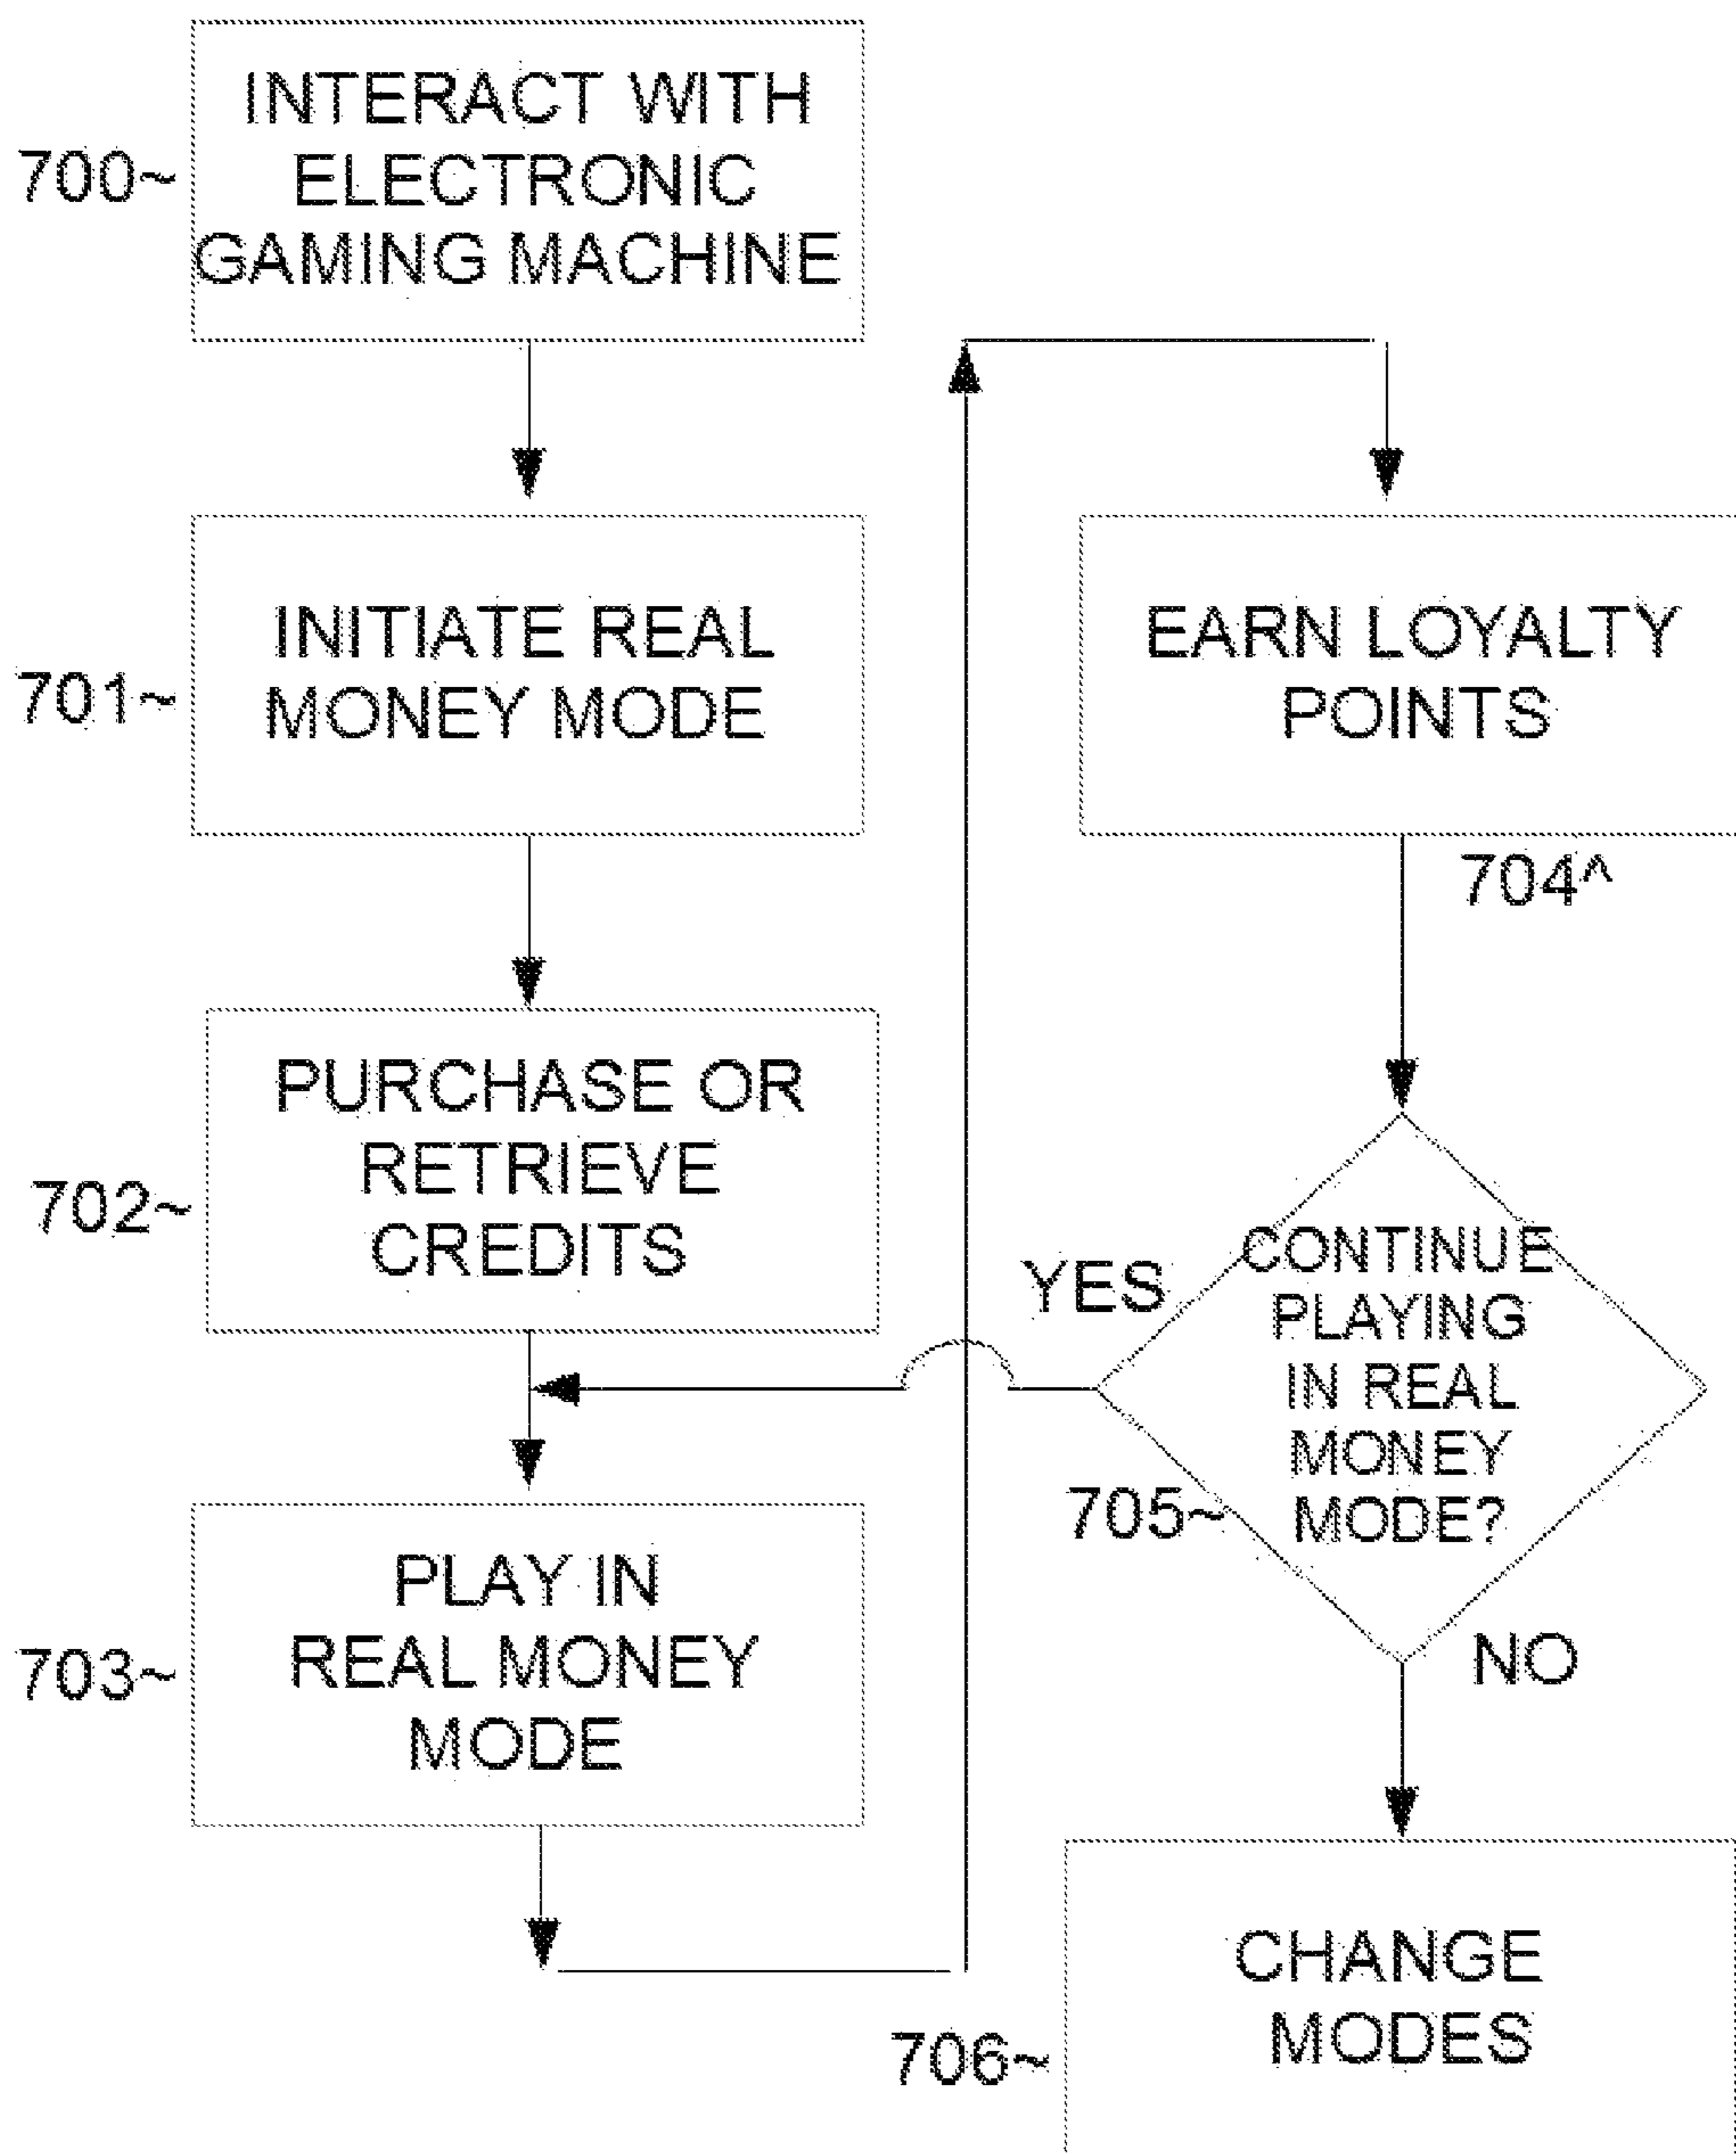 INTERACT WITH
ELECTRONIC
GAMING MACHINE
700~
INITIATE REAL
MONEY MODE
701~
PURCHASE OR
RETRIEVE
CREDITS
702~
PLAY IN
REAL MONEY
MODE
703~
EARN LOYALTY
POINTS
704^
CONTINUE
PLAYING
IN REAL
MONEY
MODE?
YES
705~
NO
CHANGE
MODES
706~